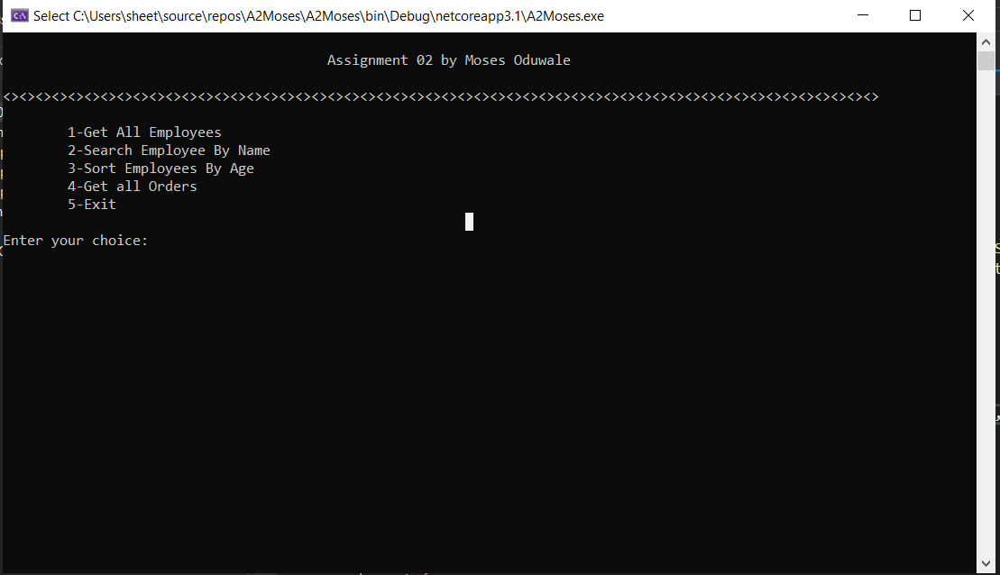 Select C:\Users\sheet\source\repos\A2Moses\A2Moses\bin\Debug\netcoreapp3.1\A2Moses.exe
Assignment 02 by Moses Oduwale
<><><><><><><><><><><><><><><><><><><><><><><><><><><><><><><><><><><><><><><><><><><><><><><><><><><><><><>
1-Get All Employees
2-Search Employee By Name
3-Sort Employees By Age
4-Get all Orders
5-Exit
Enter your choice: